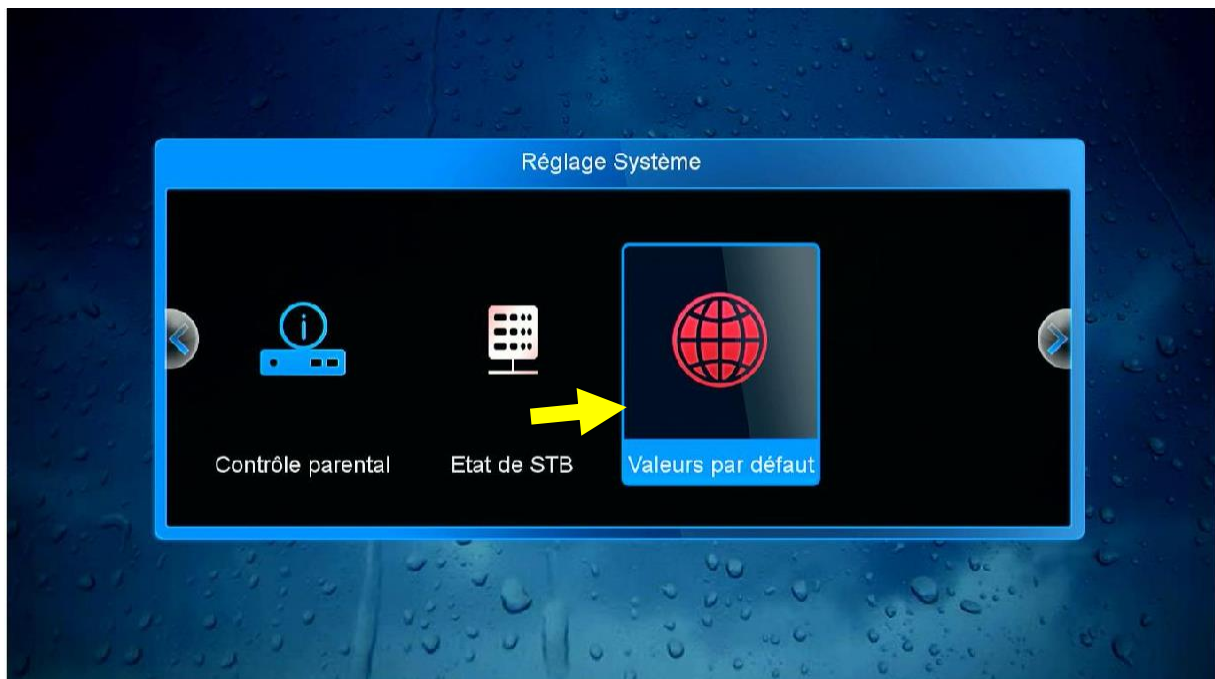 Réglage Système
Contrôle parental
Etat de STB
Valeurs par défaut